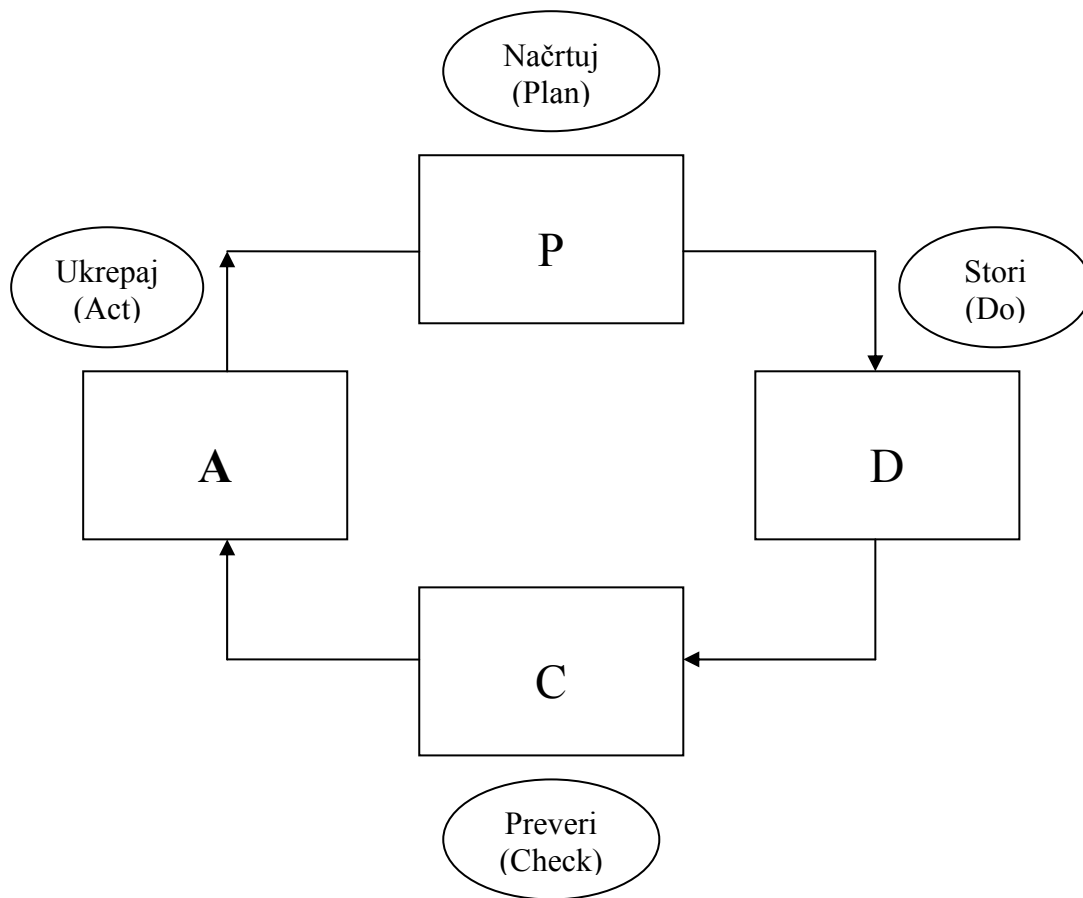 Načrtuj
(Plan)
P
Ukrepaj
(Act)
Stori
(Do)
A
D
C
Preveri
(Check)